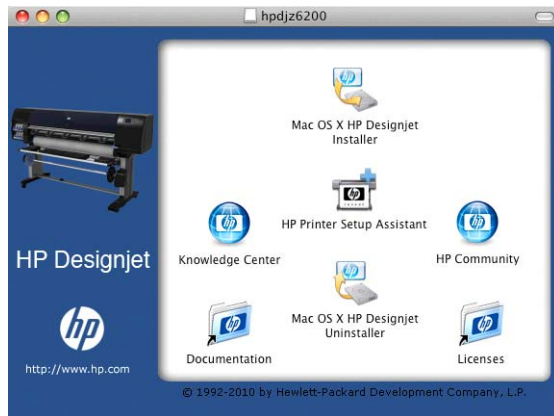 hpdjz6200
Mac OS X HP Designjet
Installer
HP Printer Setup Assistant
Knowledge Center
HP Community
Mac OS X HP Designjet
Uninstaller
Documentation
Licenses
HP Designjet
hp
http://www.hp.com
© 1992-2010 by Hewlett-Packard Development Company, L.P.